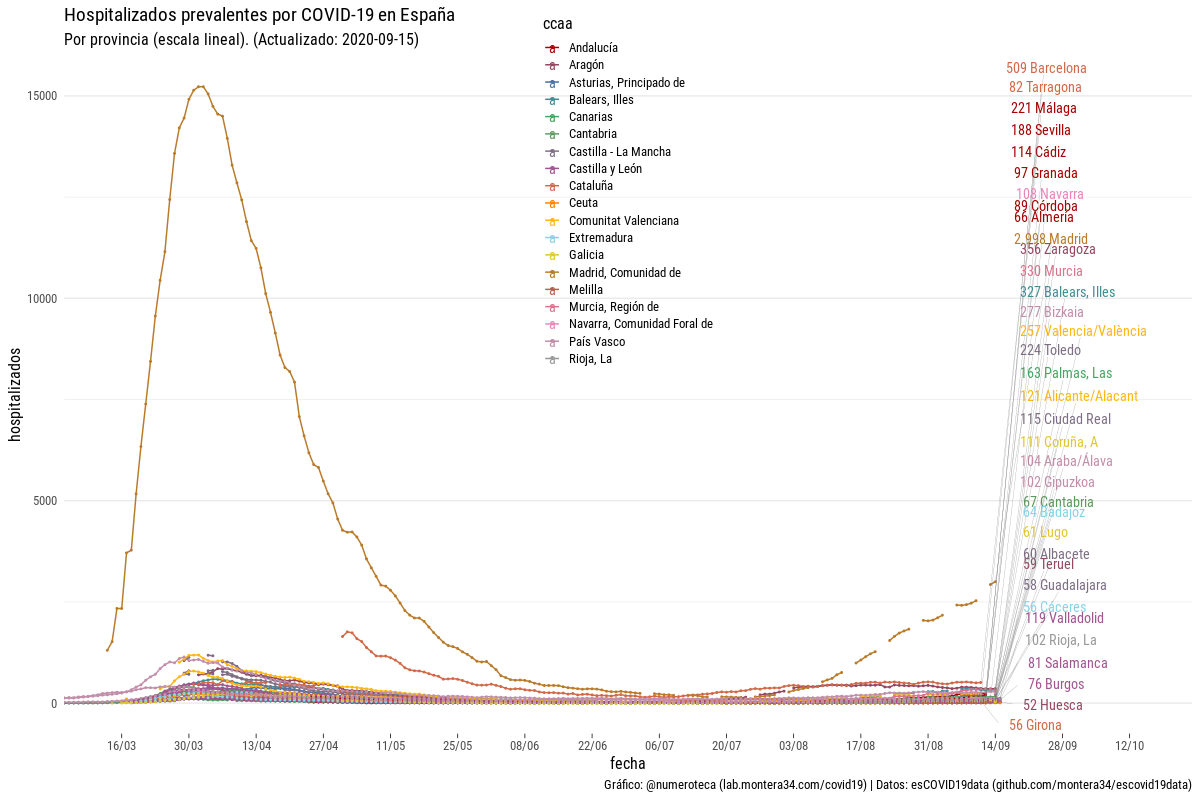 Hospitalizados prevalentes por COVID-19 en España
Por provincia (escala lineal). (Actualizado: 2020-09-15)
ccaa
Andalucía
Aragón
Asturias, Principado de
Balears, Illes
Canarias
Cantabria
Castilla - La Mancha
Castilla y León
Cataluña
Ceuta
Comunitat Valenciana
Extremadura
Galicia
Madrid, Comunidad de
Melilla
Murcia, Región de
Navarra, Comunidad Foral de
País Vasco
Rioja, La
509 Barcelona
82 Tarragona
221 Málaga
188 Sevilla
114 Cádiz
97 Granada
108 Navarra
89 Córdoba
66 Almería
2.998 Madrid
356 Zaragoza
330 Murcia
327 Balears, Illes
277 Bizkaia
257 Valencia/València
224 Toledo
163 Palmas, Las
121 Alicante/Alacant
115 Ciudad Real
111 Coruña, A
104 Araba/Álava
102 Gipuzkoa
67 Cantabria
64 Badajoz
61 Lugo
60 Albacete
59 Teruel
58 Guadalajara
56 Cáceres
119 Valladolid
102 Rioja, La
81 Salamanca
76 Burgos
52 Huesca
56 Girona
15000
10000
5000
0
hospitalizados
16/03
30/03
13/04
27/04
11/05
25/05
08/06
22/06
06/07
20/07
03/08
17/08
31/08
14/09
28/09
12/10
fecha
Gráfico: @numeroteca (lab.montera34.com/covid19) | Datos: esCOVID19data (github.com/montera34/escovid19data)